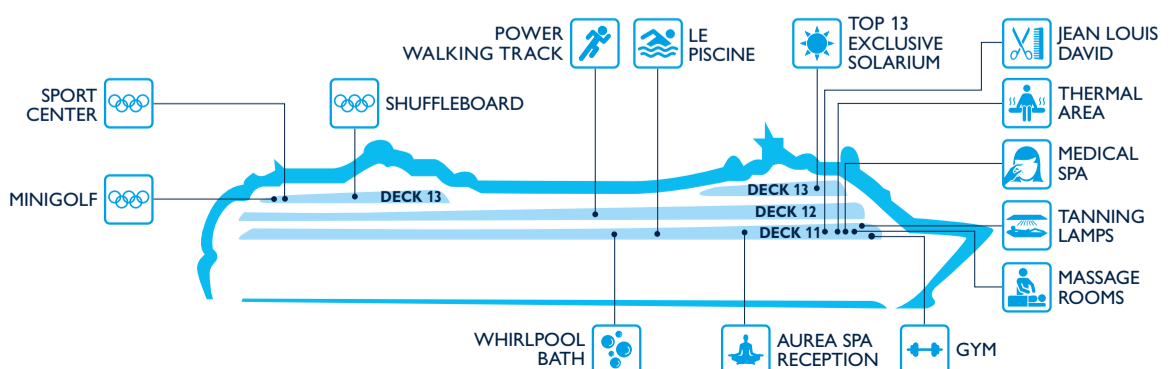 POWER
WALKING TRACK
LE
PISCINE
TOP 13
EXCLUSIVE
SOLARIUM
JEAN LOUIS
DAVID
SPORT
CENTER
SHUFFLEBOARD
THERMAL
AREA
MEDICAL
SPA
MINIGOLF
DECK 13
DECK 13
DECK 12
DECK 11
TANNING
LAMPS
MASSAGE
ROOMS
WHIRLPOOL
BATH
AUREA SPA
RECEPTION
GYM